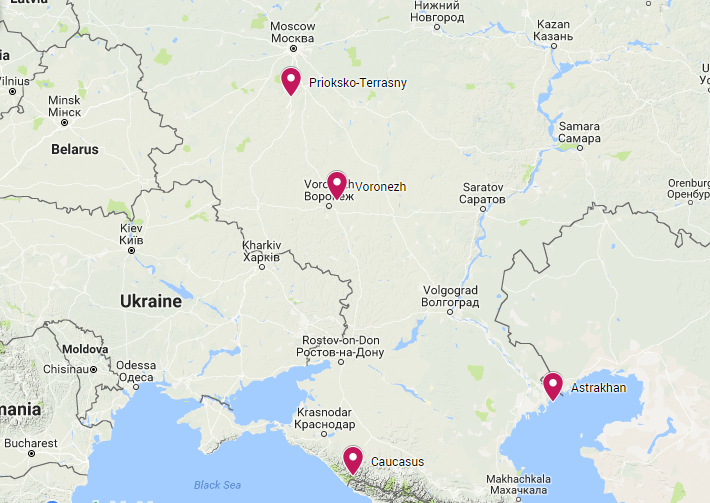 Latvia
НИЖНИЙ
Новгород
Moscow
Москва
Kazan
Казань
Vilnius
Prioksko-Terrasny
Minsk
Мінск
Samara
Самара
Belarus
Voronezh
Воронеж
Voronezh
Saratov
Саратов
Orenburg
Оренбург
Kiev
Київ
Kharkiv
Харків
Ukraine
Volgograd
Волгоград
Moldova
Chisinau
Rostov-on-Don
Ростов-на-Дону
Odessa
Одеса
Astrakhan
mania
Krasnodar
Краснодар
Bucharest
Caucasus
Black Sea
Makhachkala
Махачкала